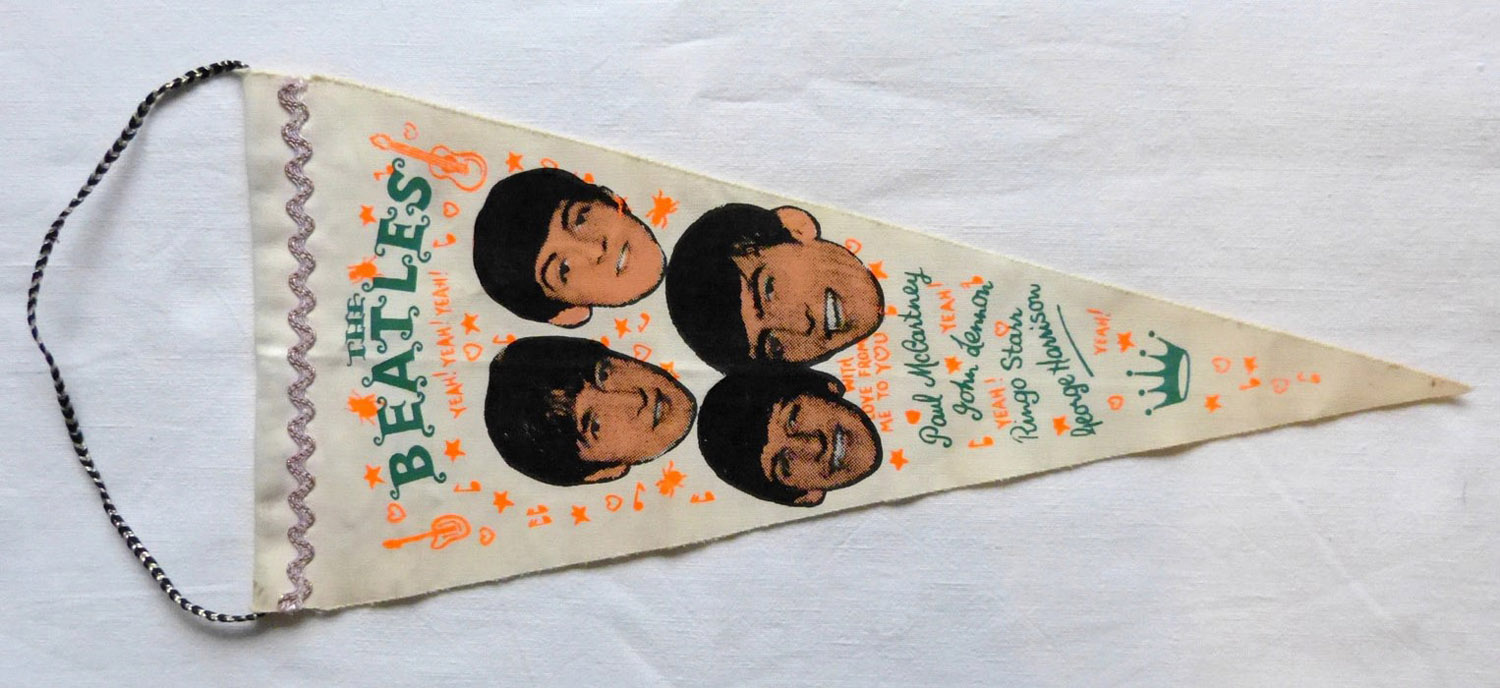 THE
BEATLES
YEAH! YEAH! YEAH!
WITH
LOVE FROM
ME TO YOU
Paul McCartney
YEAH!
John Lennon
YEAH!
Ringo Starr
George Harrison
YEAH!